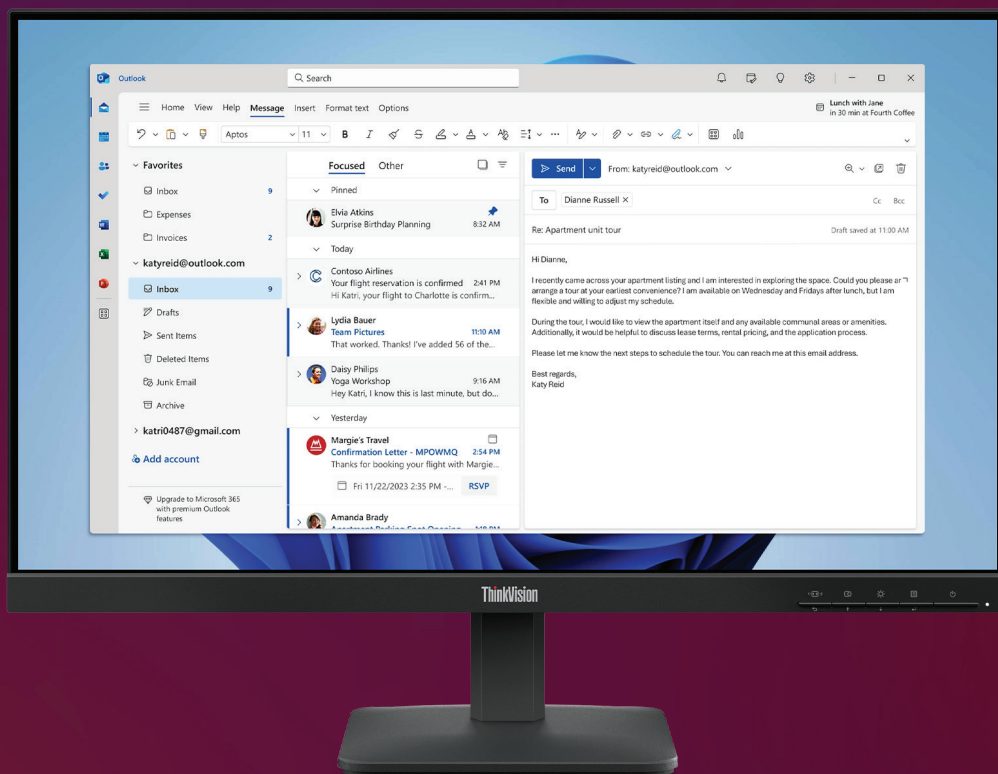 Outlook
Search
Home View Help Message Insert Format text Options
Lunch with Jane
in 30 min at Fourth Coffee
Aptos 11 B I S
Favorites
Inbox 9
Expenses
Invoices 2
katyreid@outlook.com
Inbox 9
Drafts
Sent Items
Deleted Items
Junk Email
Archive
katri0487@gmail.com
Add account
Upgrade to Microsoft 365
with premium Outlook
features
Focused Other
Pinned
Elvia Atkins
Surprise Birthday Planning 8:32 AM
Today
Contoso Airlines
Your flight reservation is confirmed 2:41 PM
Hi Katri, your flight to Charlotte is confirm...
Lydia Bauer
Team Pictures 11:10 AM
That worked. Thanks! I've added 56 of the...
Daisy Philips
Yoga Workshop 9:16 AM
Hey Katri, I know this is last minute, but do...
Yesterday
Margie's Travel
Confirmation Letter - MPOWMQ 2:54 PM
Thanks for booking your flight with Margie...
Fri 11/22/2023 2:35 PM -... RSVP
Amanda Brady
Send From: katyreid@outlook.com
To Dianne Russell Cc Bcc
Re: Apartment unit tour Draft saved at 11:00 AM
Hi Dianne,
I recently came across your apartment listing and I am interested in exploring the space. Could you please ar
arrange a tour at your earliest convenience? I am available on Wednesday and Fridays after lunch, but I am
flexible and willing to adjust my schedule.
During the tour, I would like to view the apartment itself and any available communal areas or amenities.
Additionally, it would be helpful to discuss lease terms, rental pricing, and the application process.
Please let me know the next steps to schedule the tour. You can reach me at this email address.
Best regards,
Katy Reid
ThinkVision